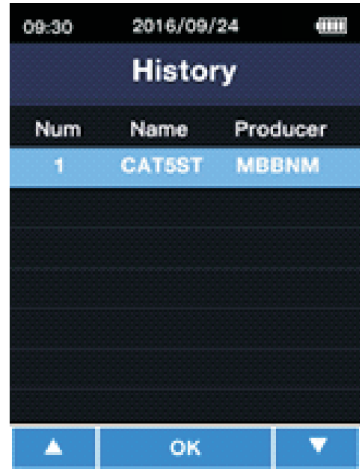 09:30 2016/09/24
History
Num Name Producer
1 CAT5ST MBBNM
OK